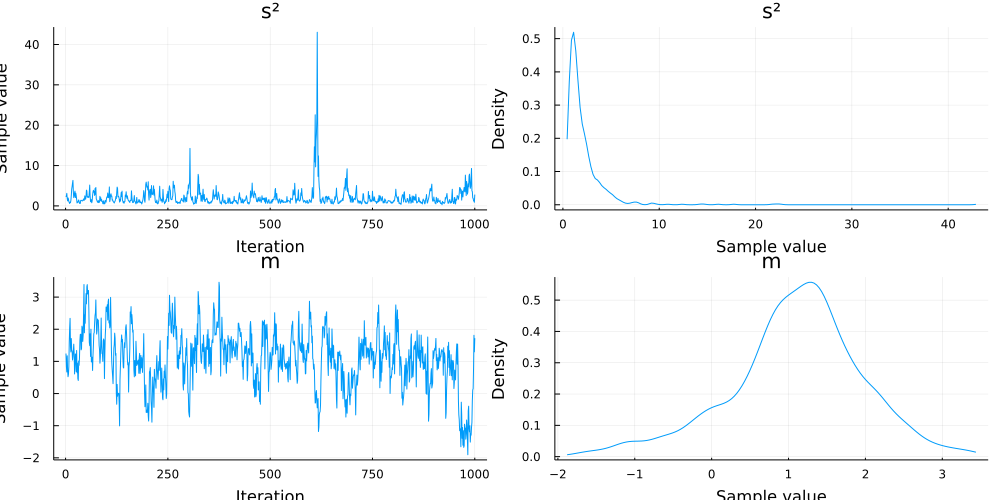 s²
Sample value
40
30
20
10
0
0 250 500 750 1000
Iteration
s²
Density
0.5
0.4
0.3
0.2
0.1
0.0
0 10 20 30 40
Sample value
m
Sample value
3
2
1
0
−1
−2
0 250 500 750 1000
Iteration
m
Density
0.5
0.4
0.3
0.2
0.1
0.0
−2 −1 0 1 2 3
Sample value